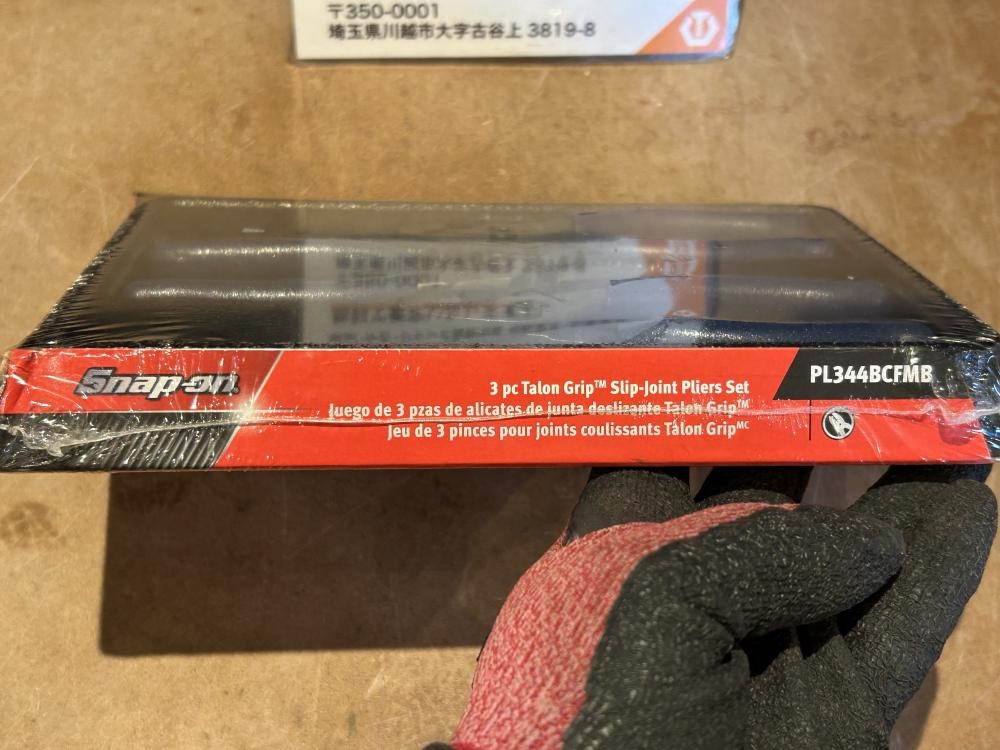 〒350-0001
埼玉県川越市大字古谷上 3819-8
Snap-on
3 pc Talon Grip™ Slip-Joint Pliers Set
PL344BCFMB
Juego de 3 pzas de alicates de junta deslizante Talon Grip™
Jeu de 3 pinces pour joints coulissants Talon Grip™ᶜ